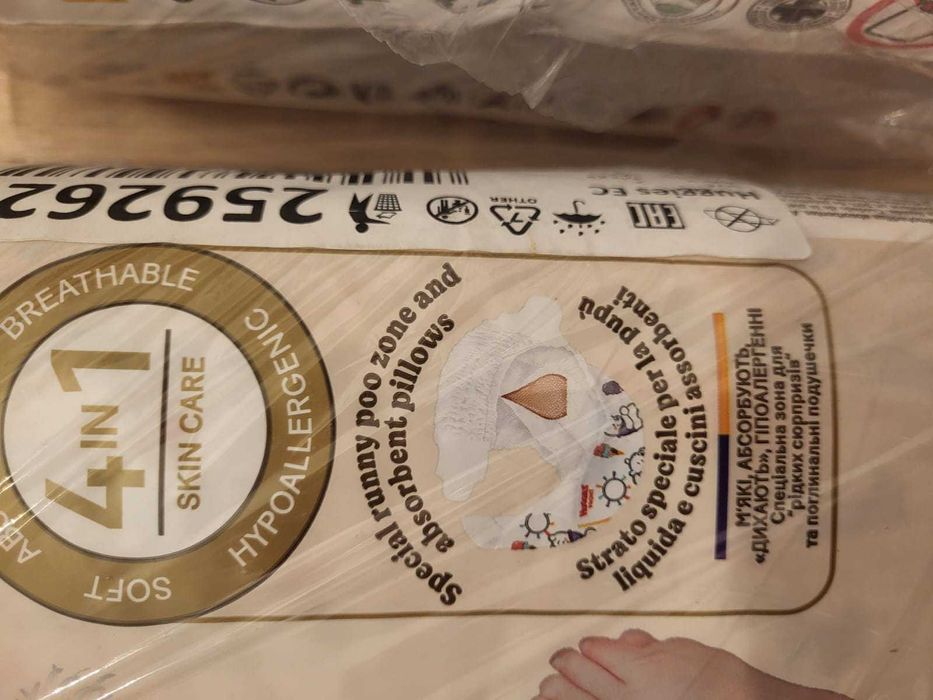 259262
OTHER
EAC
Huggies EC
BREATHABLE
HYPOALLERGENIC
SOFT
4 IN 1
SKIN CARE
Special runny poo zone and
absorbent pillows
Strato speciale per la pupù
liquida e cuscini assorbenti
М'ЯКІ, АБСОРБУЮТЬ,
«ДИХАЮТЬ», ГІПОАЛЕРГЕННІ
Спеціальна зона для
"рідких сюрпризів"
та поглинальні подушечки